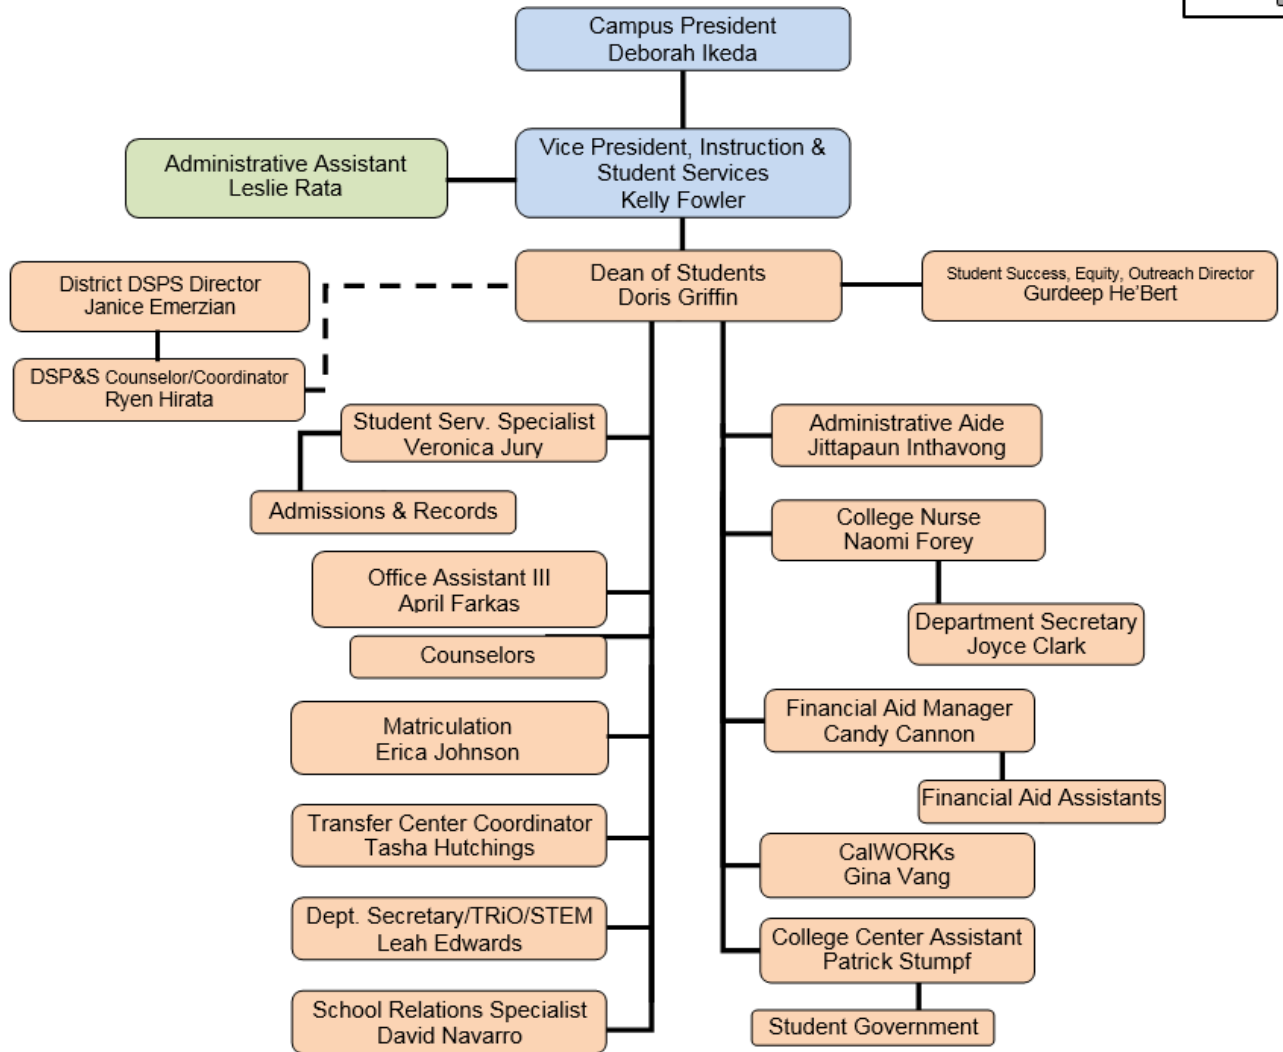 Campus President
Deborah Ikeda
Vice President, Instruction &
Student Services
Kelly Fowler
Administrative Assistant
Leslie Rata
Dean of Students
Doris Griffin
Student Success, Equity, Outreach Director
Gurdeep He'Bert
District DSPS Director
Janice Emerzian
DSP&S Counselor/Coordinator
Ryen Hirata
Student Serv. Specialist
Veronica Jury
Admissions & Records
Office Assistant III
April Farkas
Counselors
Matriculation
Erica Johnson
Transfer Center Coordinator
Tasha Hutchings
Dept. Secretary/TRiO/STEM
Leah Edwards
School Relations Specialist
David Navarro
Administrative Aide
Jittapaun Inthavong
College Nurse
Naomi Forey
Department Secretary
Joyce Clark
Financial Aid Manager
Candy Cannon
Financial Aid Assistants
CalWORKs
Gina Vang
College Center Assistant
Patrick Stumpf
Student Government